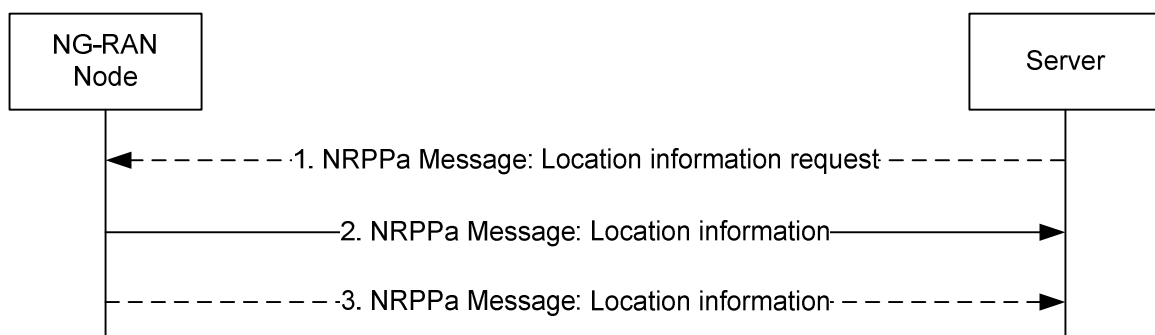 NG-RAN
Node
Server
1. NRPPa Message: Location information request
2. NRPPa Message: Location information
3. NRPPa Message: Location information